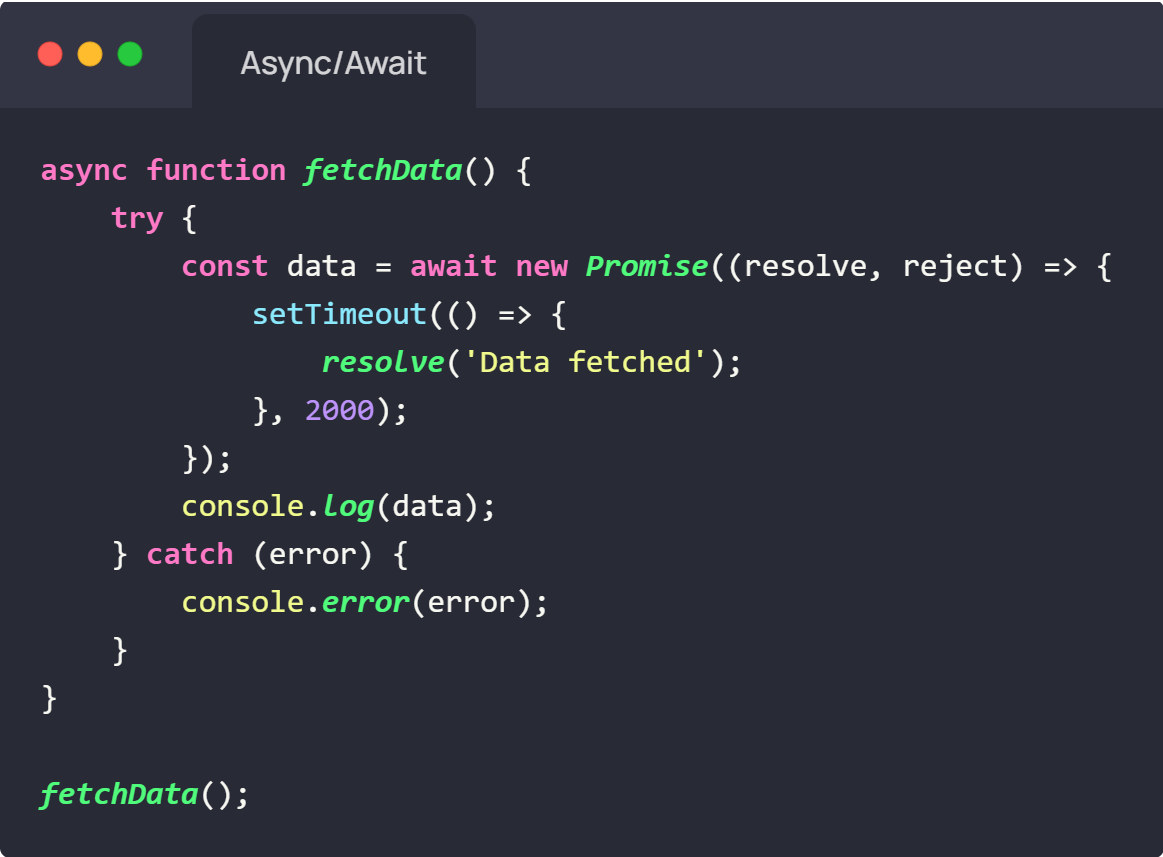 Async/Await
async function fetchData() {
    try {
        const data = await new Promise((resolve, reject) => {
            setTimeout(() => {
                resolve('Data fetched');
            }, 2000);
        });
        console.log(data);
    } catch (error) {
        console.error(error);
    }
}

fetchData();